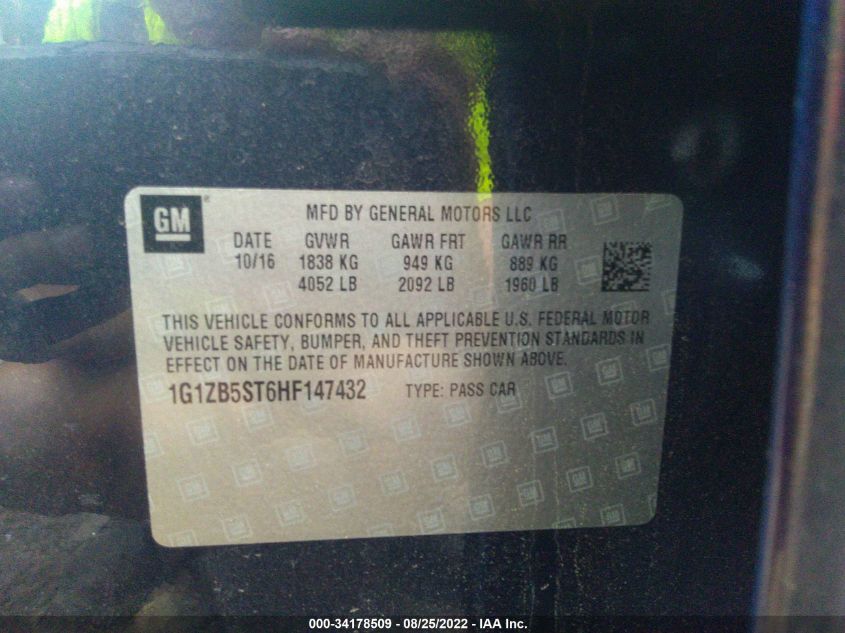 GM ® MFD BY GENERAL MOTORS LLC
DATE GVWR GAWR FRT GAWR RR
10/16 1838 KG 949 KG 889 KG
4052 LB 2092 LB 1960 LB
THIS VEHICLE CONFORMS TO ALL APPLICABLE U.S. FEDERAL MOTOR
VEHICLE SAFETY, BUMPER, AND THEFT PREVENTION STANDARDS IN
EFFECT ON THE DATE OF MANUFACTURE SHOWN ABOVE.
1G1ZB5ST6HF147432 TYPE: PASS CAR
000-34178509 - 08/25/2022 - IAA Inc.